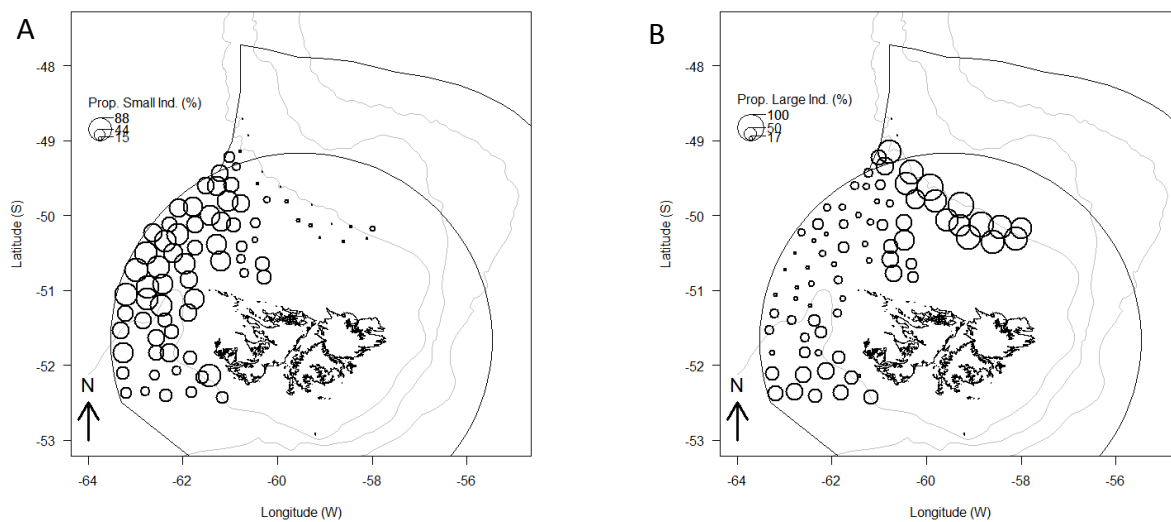 A
Prop. Small Ind. (%)
88
44
15
-48
-49
-50
-51
-52
-53
Latitude (S)
N
-64
-62
-60
-58
-56
Longitude (W)
B
Prop. Large Ind. (%)
100
50
17
-48
-49
-50
-51
-52
-53
Latitude (S)
N
-64
-62
-60
-58
-56
Longitude (W)